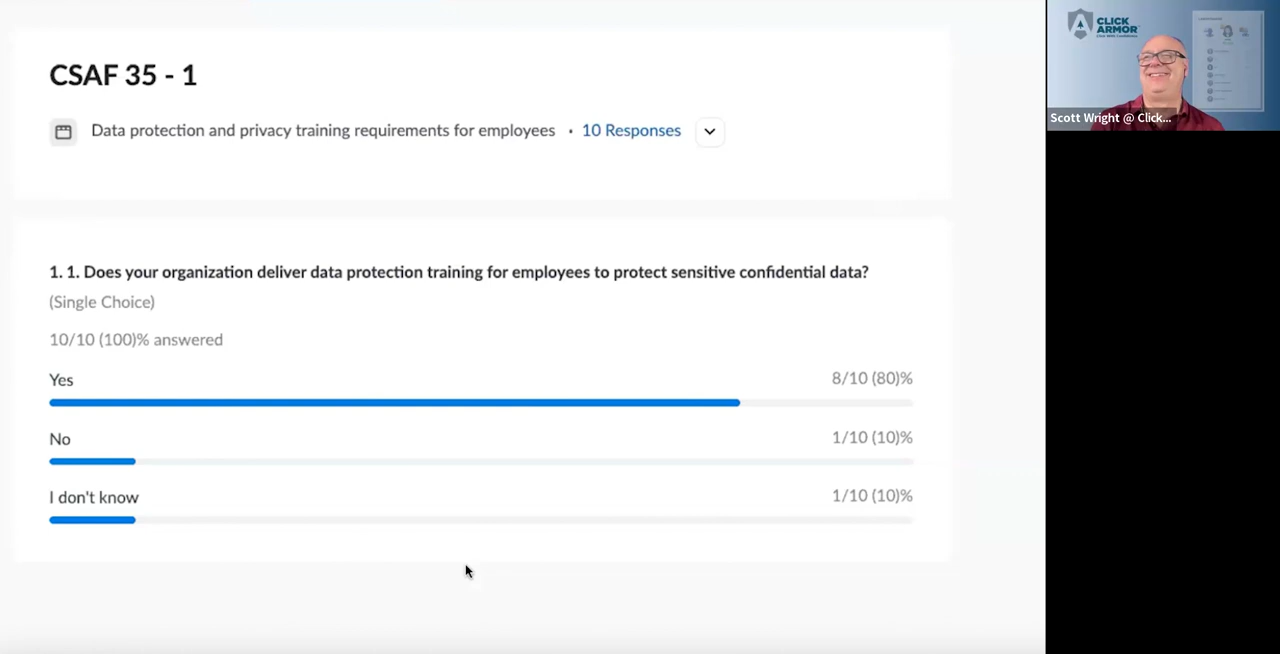 CSAF 35 - 1
Data protection and privacy training requirements for employees · 10 Responses
1. 1. Does your organization deliver data protection training for employees to protect sensitive confidential data?
(Single Choice)
10/10 (100)% answered
Yes 8/10 (80)%
No 1/10 (10)%
I don't know 1/10 (10)%
CLICK
ARMOR
Scott Wright @ Click...